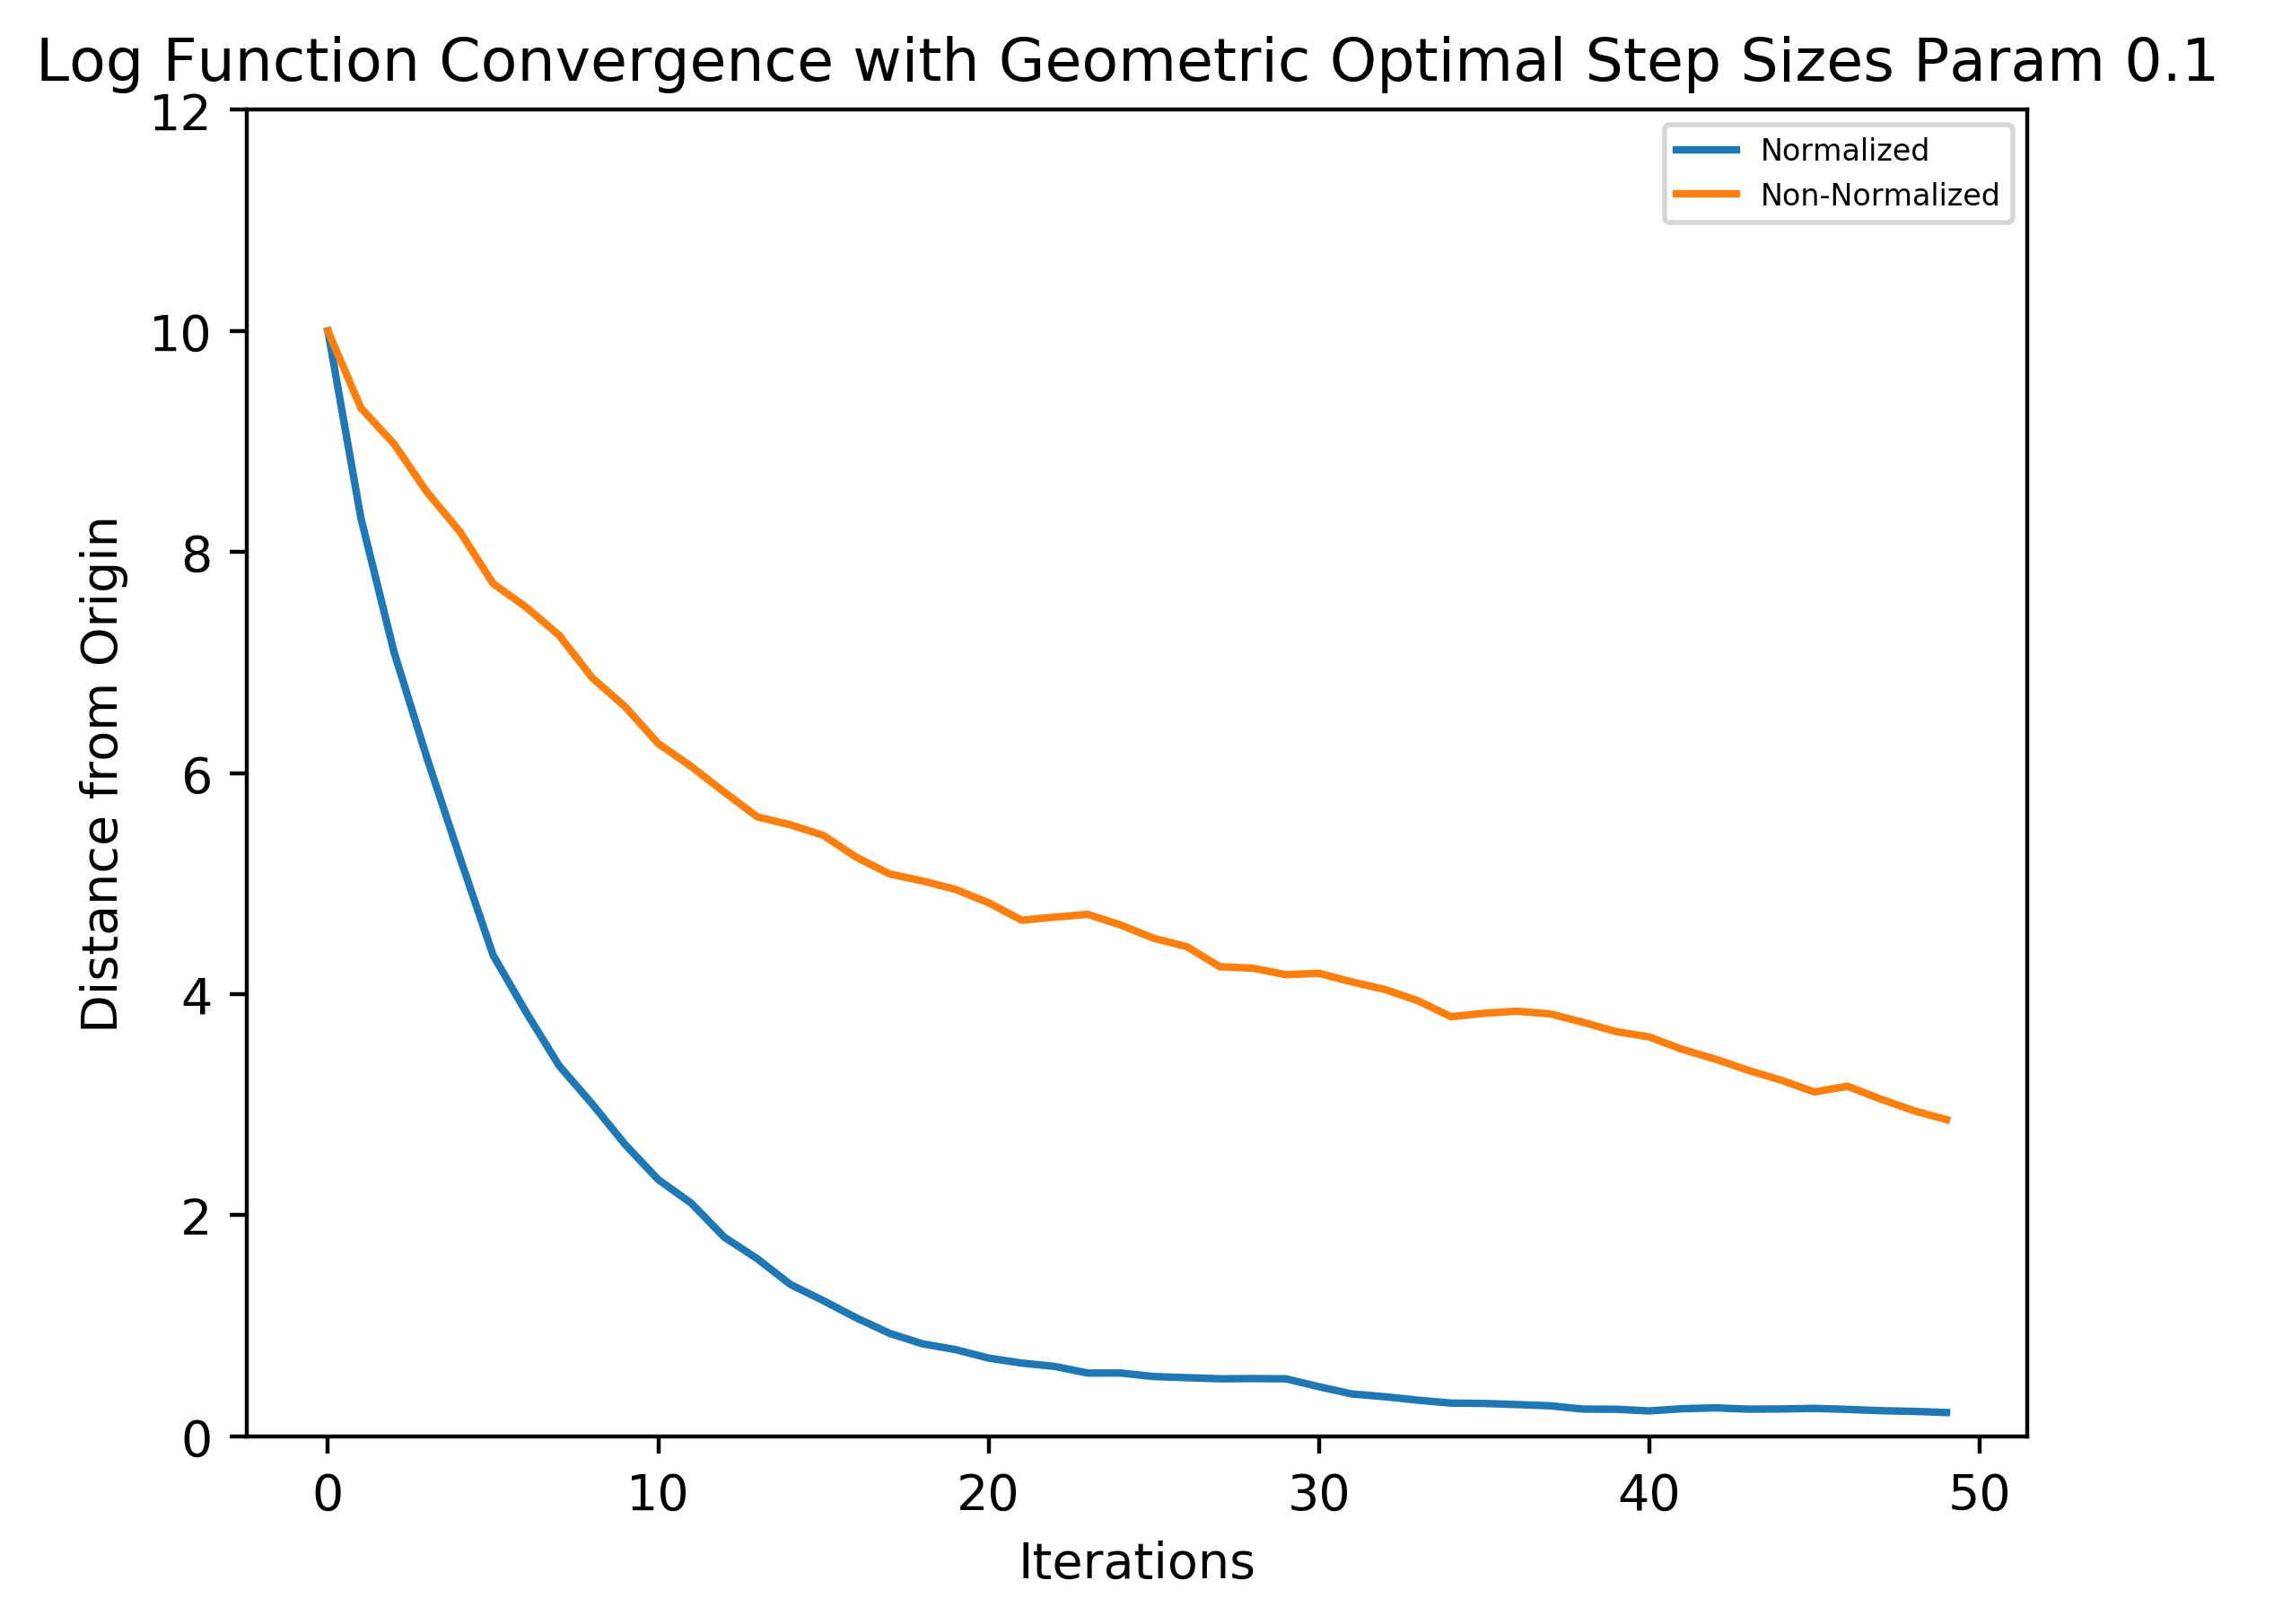 Log Function Convergence with Geometric Optimal Step Sizes Param 0.1
12
10
8
6
4
2
0
Distance from Origin
Normalized
Non-Normalized
0 10 20 30 40 50
Iterations